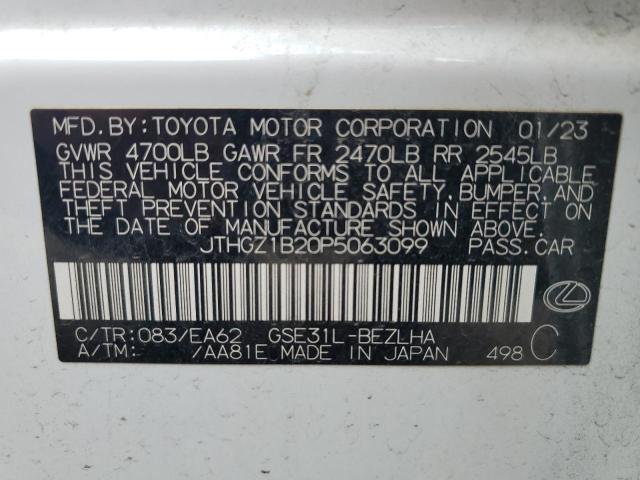 MFD. BY: TOYOTA MOTOR CORPORATION 01/23
GVWR 4700LB GAWR FR 2470LB RR 2545LB
THIS VEHICLE CONFORMS TO ALL APPLICABLE
FEDERAL MOTOR VEHICLE SAFETY, BUMPER, AND
THEFT PREVENTION STANDARDS IN EFFECT ON
THE DATE OF MANUFACTURE SHOWN ABOVE.
JTHGZ1B20P5063099 PASS. CAR
C/TR: 083/EA62 GSE31L-BEZLHA
A/TM: /AA81E MADE IN JAPAN 498 C